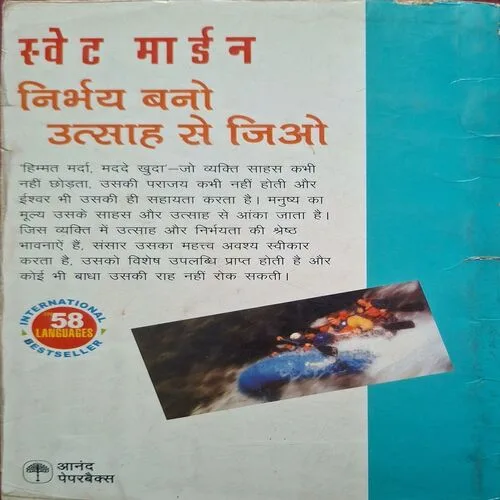 स्वेट मार्डन
निर्भय बनो
उत्साह से जिओ
'हिम्मत मर्दा, मददे खुदा'–जो व्यक्ति साहस कभी
नहीं छोड़ता, उसकी पराजय कभी नहीं होती और
ईश्वर भी उसकी ही सहायता करता है। मनुष्य का
मूल्य उसके साहस और उत्साह से आंका जाता है।
जिस व्यक्ति में उत्साह और निर्भयता की श्रेष्ठ
भावनाऐं हैं, संसार उसका महत्त्व अवश्य स्वीकार
करता है, उसको विशेष उपलब्धि प्राप्त होती है और
कोई भी बाधा उसकी राह नहीं रोक सकती।
INTERNATIONAL
IN 58
LANGUAGES
BESTSELLER
आनंद
पेपरबैक्स